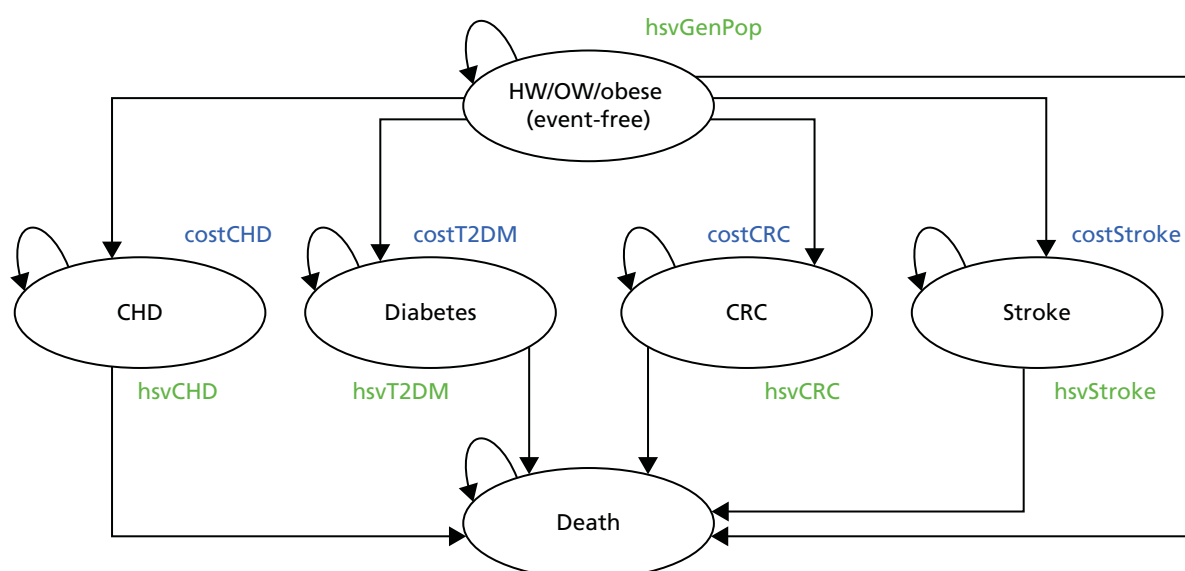 hsvGenPop
HW/OW/obese
(event-free)
costCHD
costT2DM
costCRC
costStroke
CHD
Diabetes
CRC
Stroke
hsvCHD
hsvT2DM
hsvCRC
hsvStroke
Death